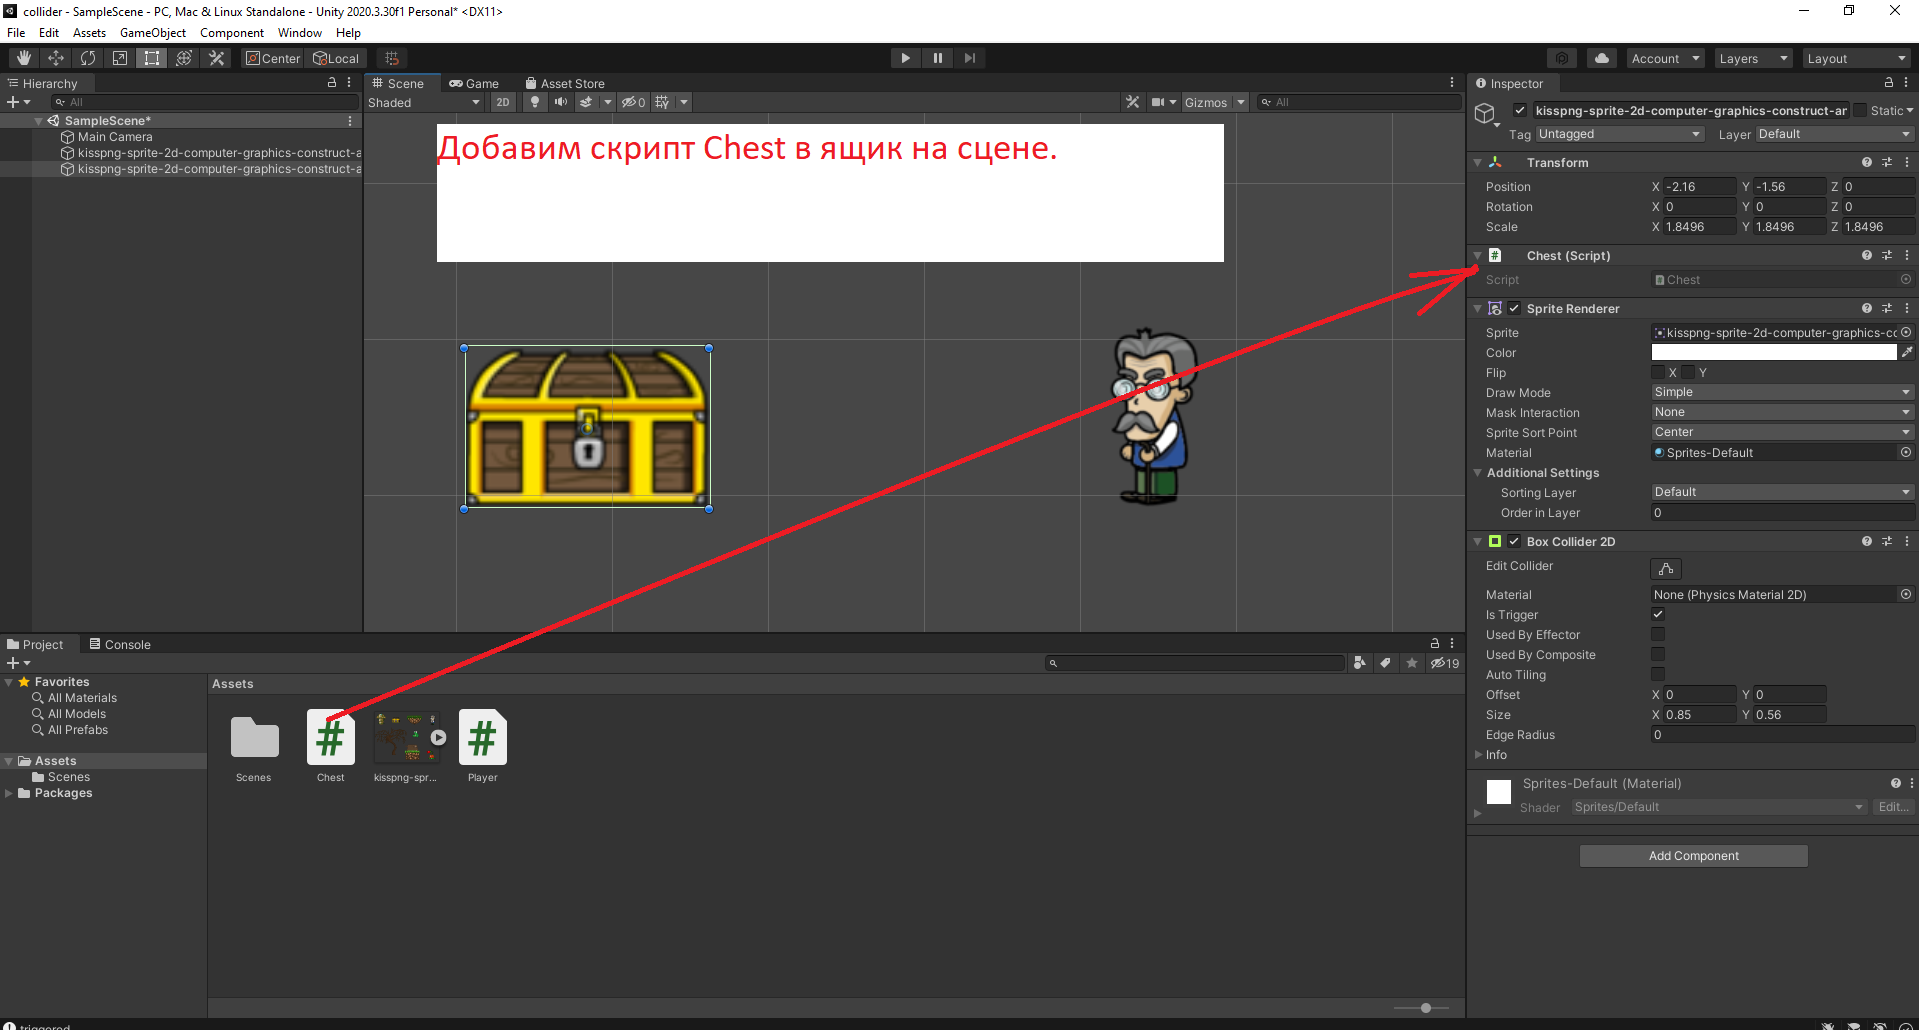 collider - SampleScene - PC, Mac & Linux Standalone - Unity 2020.3.30f1 Personal* <DX11>
File Edit Assets GameObject Component Window Help
Center Local Account Layers Layout
Hierarchy
All
SampleScene*
Main Camera
kisspng-sprite-2d-computer-graphics-construct-a
kisspng-sprite-2d-computer-graphics-construct-a
Scene Game Asset Store
Shaded 2D 0 Gizmos All
Добавим скрипт Chest в ящик на сцене.
Inspector
kisspng-sprite-2d-computer-graphics-construct-ar Static
Tag Untagged Layer Default
Transform
Position X -2.16 Y -1.56 Z 0
Rotation X 0 Y 0 Z 0
Scale X 1.8496 Y 1.8496 Z 1.8496
# Chest (Script)
Script Chest
Sprite Renderer
Sprite kisspng-sprite-2d-computer-graphics-cc
Color
Flip X Y
Draw Mode Simple
Mask Interaction None
Sprite Sort Point Center
Material Sprites-Default
Additional Settings
Sorting Layer Default
Order in Layer 0
Box Collider 2D
Edit Collider
Material None (Physics Material 2D)
Is Trigger
Used By Effector
Used By Composite
Auto Tiling
Offset X 0 Y 0
Size X 0.85 Y 0.56
Edge Radius 0
Info
Sprites-Default (Material)
Shader Sprites/Default Edit...
Add Component
Project Console
19
Favorites
All Materials
All Models
All Prefabs
Assets
Scenes
Packages
Assets
# #
Scenes Chest kisspng-spr... Player
triggered